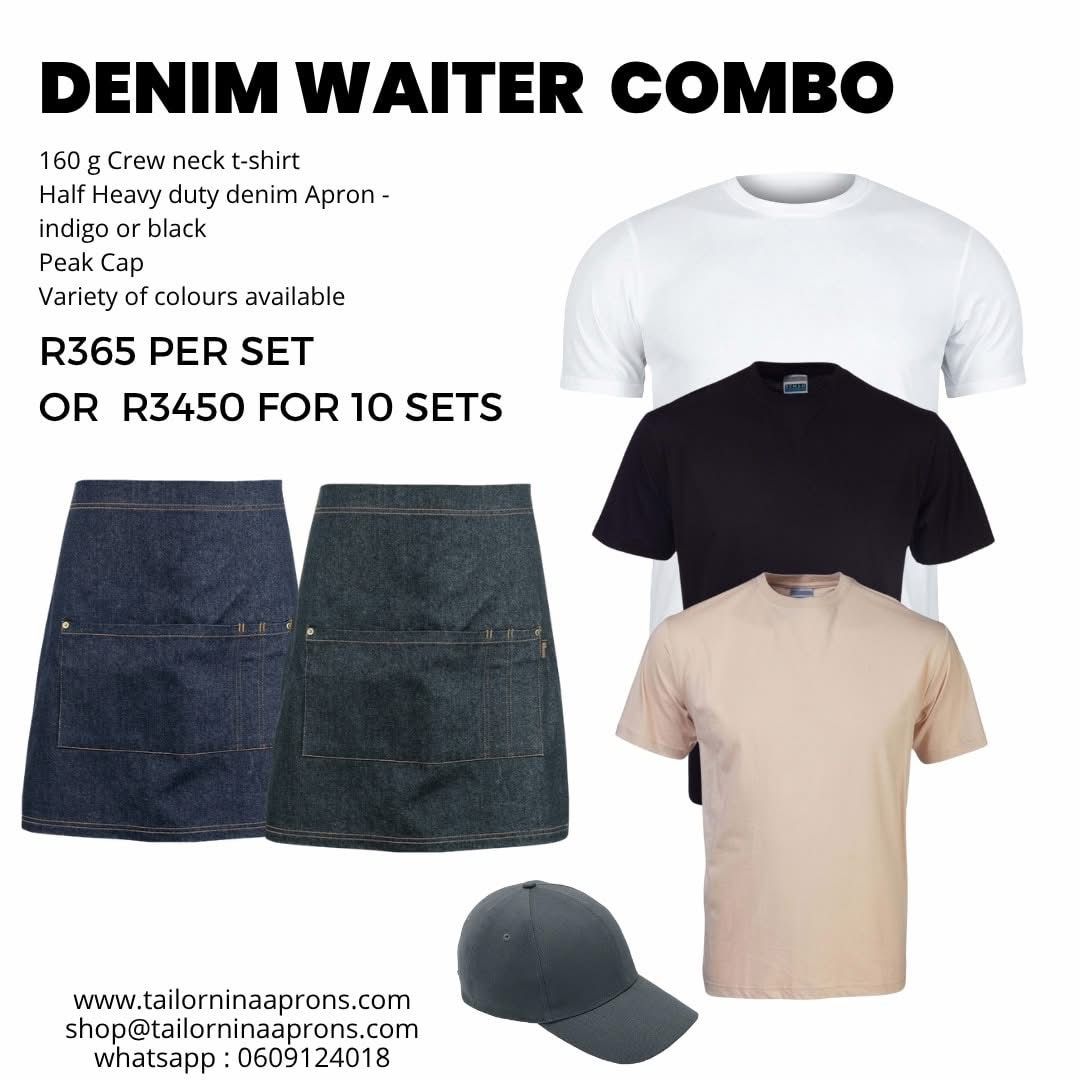 DENIM WAITER COMBO
160 g Crew neck t-shirt
Half Heavy duty denim Apron -
indigo or black
Peak Cap
Variety of colours available
R365 PER SET
OR R3450 FOR 10 SETS
www.tailorninaaprons.com
shop@tailorninaaprons.com
whatsapp : 0609124018